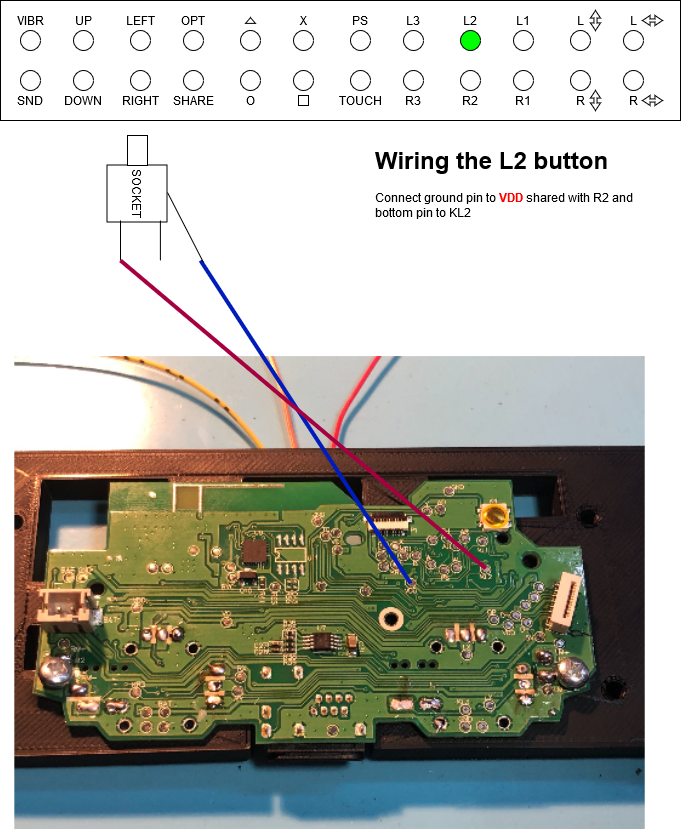 VIBR UP LEFT OPT X PS L3 L2 L1 L L
SND DOWN RIGHT SHARE O TOUCH R3 R2 R1 R R
SOCKET
Wiring the L2 button
Connect ground pin to VDD shared with R2 and
bottom pin to KL2